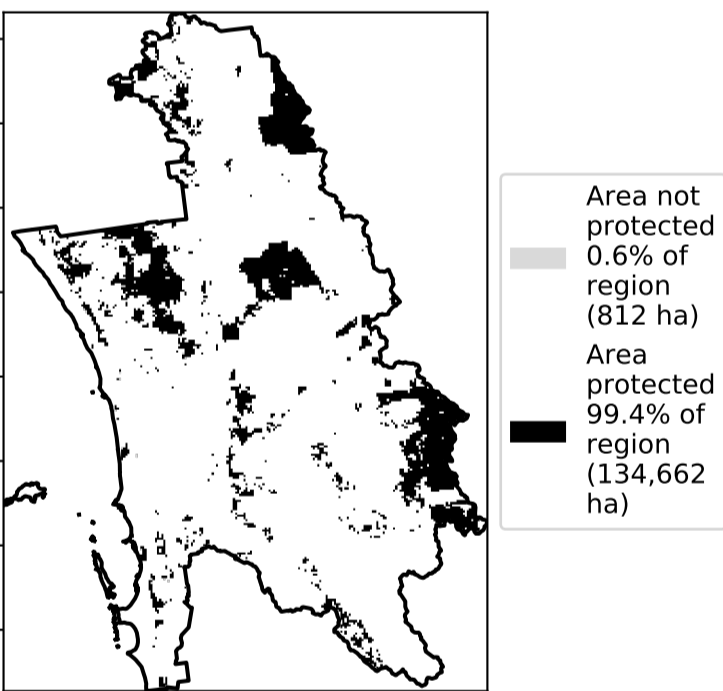 Area not
protected
0.6% of
region
(812 ha)
Area
protected
99.4% of
region
(134,662
ha)